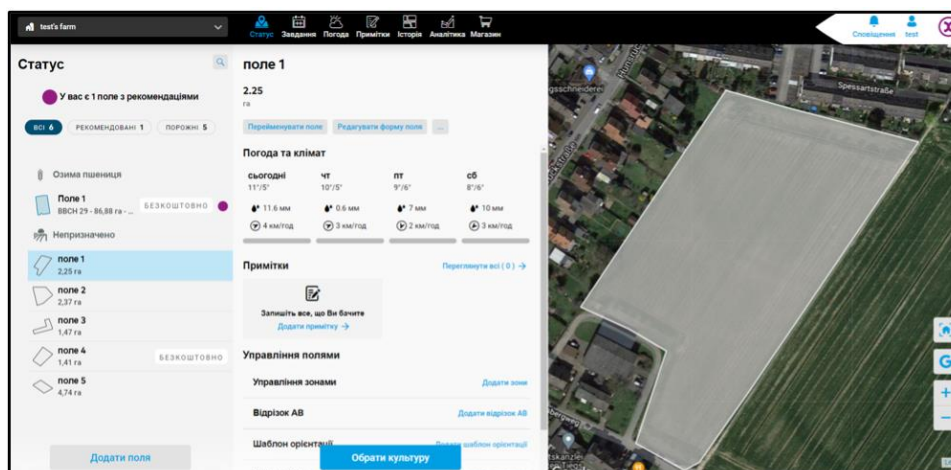 test's farm
Статус
Завдання
Погода
Примітки
Історія
Аналітика
Магазин
Сповіщення
test
Статус
У вас є 1 поле з рекомендаціями
ВСІ 6
РЕКОМЕНДОВАНІ 1
ПОРОЖНІ 5
Озима пшениця
Поле 1
BBCH 29 - 86,88 га - ...
БЕЗКОШТОВНО
Непризначено
поле 1
2,25 га
поле 2
2,37 га
поле 3
1,47 га
поле 4
1,41 га
БЕЗКОШТОВНО
поле 5
4,74 га
Додати поля
поле 1
2.25
га
Перейменувати поле
Редагувати форму поля
...
Погода та клімат
сьогодні
11°/5°
11.6 мм
4 км/год
чт
10°/5°
0.6 мм
3 км/год
пт
9°/6°
7 мм
2 км/год
сб
8°/6°
10 мм
3 км/год
Примітки
Переглянути всі ( 0 ) →
Запишіть все, що Ви бачите
Додати примітку →
Управління полями
Управління зонами
Додати зони
Відрізок АВ
Додати відрізок АВ
Шаблон орієнтації
Додати шаблон орієнтації
Обрати культуру
Spessartstraße
G
+
−